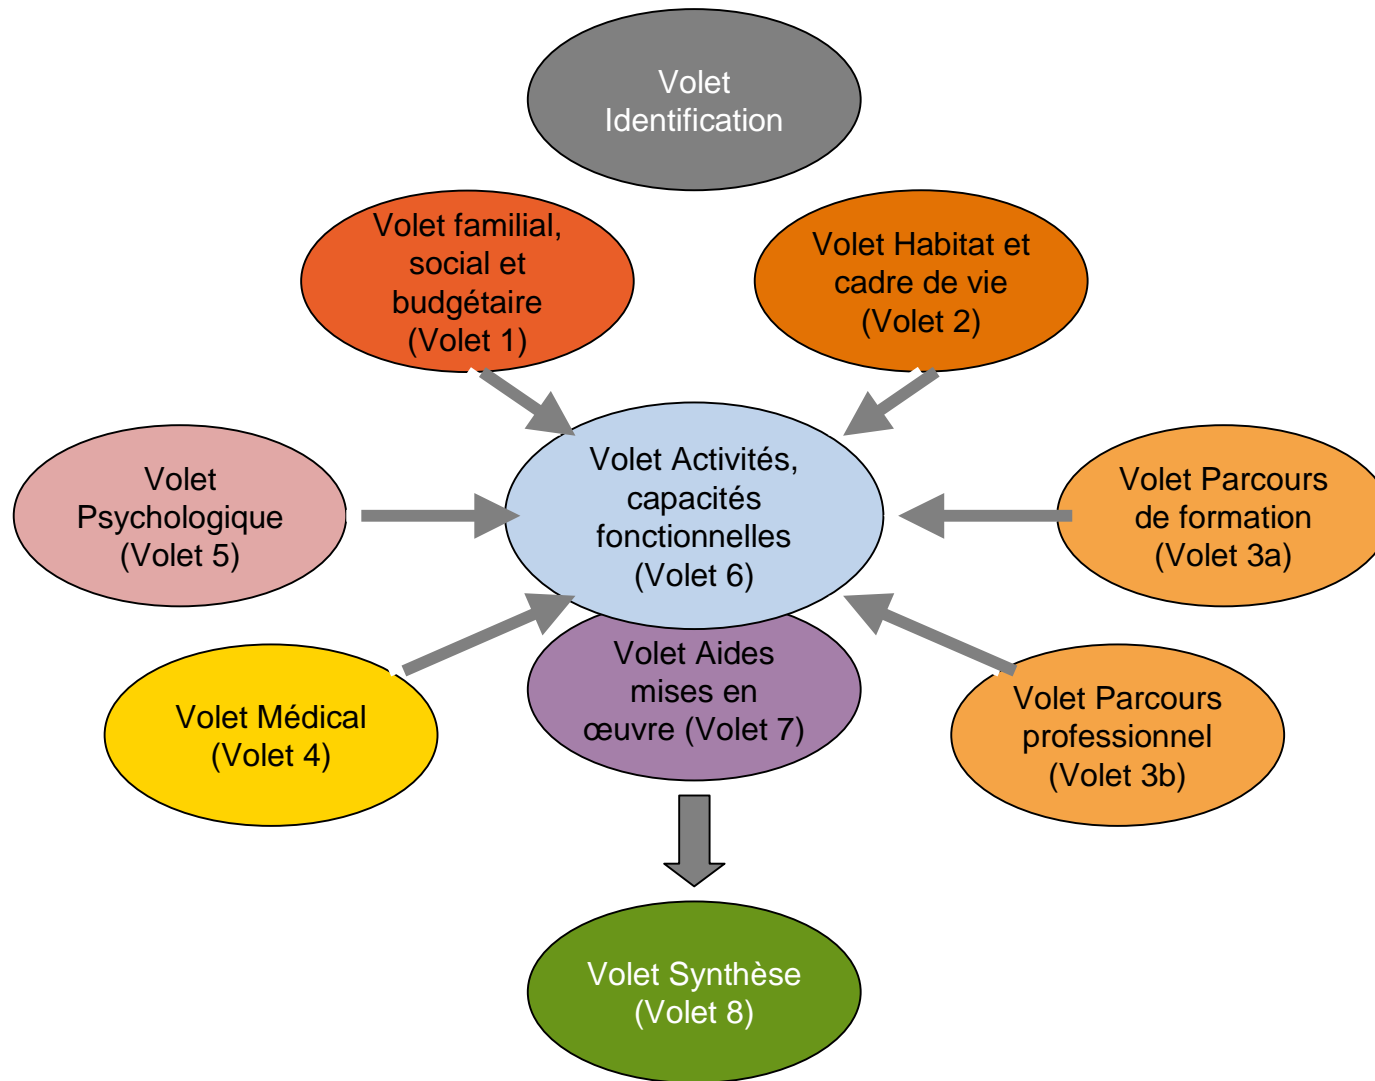 Volet
Identification
Volet familial,
social et
budgétaire
(Volet 1)
Volet Habitat et
cadre de vie
(Volet 2)
Volet
Psychologique
(Volet 5)
Volet Activités,
capacités
fonctionnelles
(Volet 6)
Volet Parcours
de formation
(Volet 3a)
Volet Médical
(Volet 4)
Volet Aides
mises en
œuvre (Volet 7)
Volet Parcours
professionnel
(Volet 3b)
Volet Synthèse
(Volet 8)